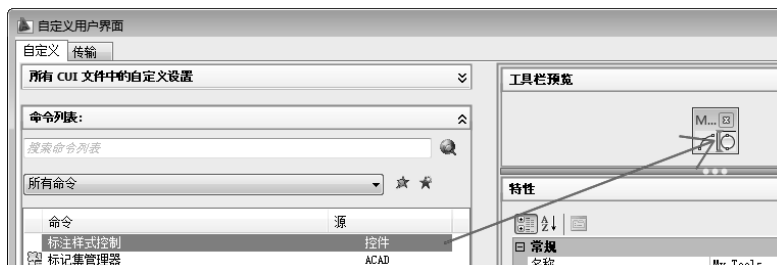 自定义用户界面
自定义 传输
所有 CUI 文件中的自定义设置
工具栏预览
命令列表:
M...
搜索命令列表
所有命令
特性
命令 源
标注样式控制 控件
常规
标记集管理器 ACAD
名称 My Tools